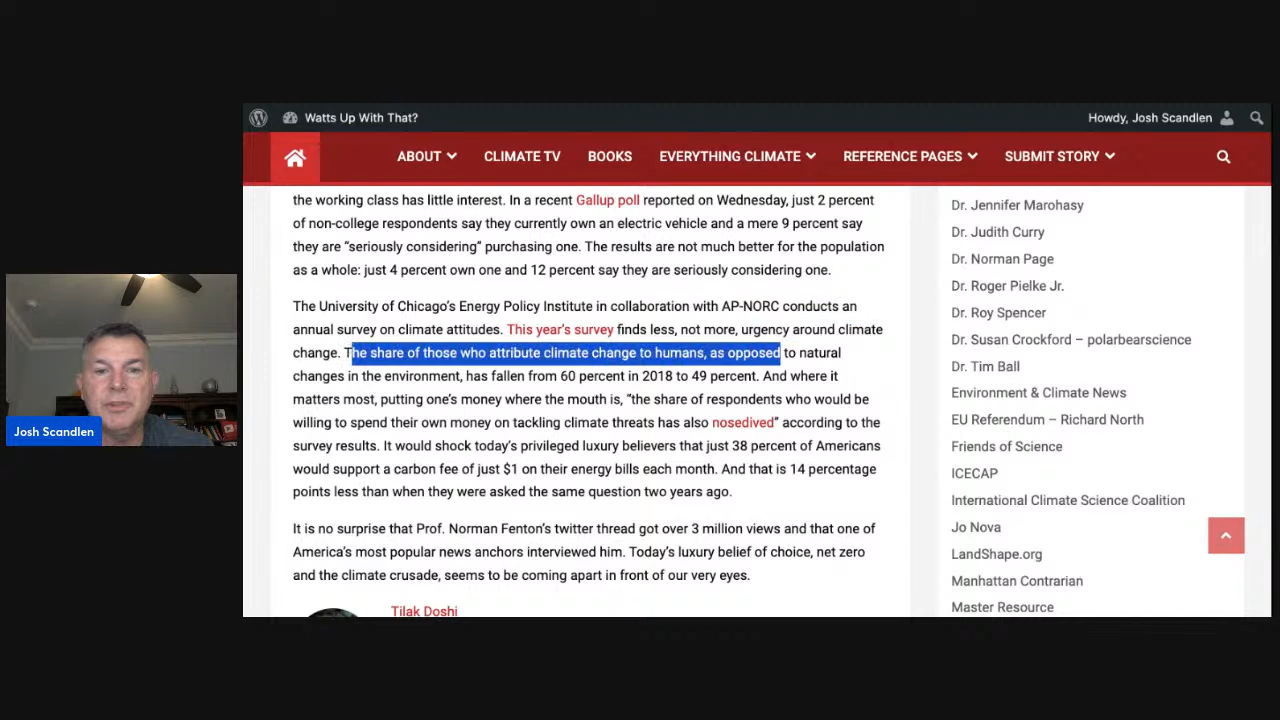 Watts Up With That?
Howdy, Josh Scandlen
ABOUT
CLIMATE TV
BOOKS
EVERYTHING CLIMATE
REFERENCE PAGES
SUBMIT STORY
the working class has little interest. In a recent Gallup poll reported on Wednesday, just 2 percent
of non-college respondents say they currently own an electric vehicle and a mere 9 percent say
they are “seriously considering” purchasing one. The results are not much better for the population
as a whole: just 4 percent own one and 12 percent say they are seriously considering one.
The University of Chicago’s Energy Policy Institute in collaboration with AP-NORC conducts an
annual survey on climate attitudes. This year’s survey finds less, not more, urgency around climate
change. The share of those who attribute climate change to humans, as opposed to natural
changes in the environment, has fallen from 60 percent in 2018 to 49 percent. And where it
matters most, putting one’s money where the mouth is, “the share of respondents who would be
willing to spend their own money on tackling climate threats has also nosedived” according to the
survey results. It would shock today’s privileged luxury believers that just 38 percent of Americans
would support a carbon fee of just $1 on their energy bills each month. And that is 14 percentage
points less than when they were asked the same question two years ago.
It is no surprise that Prof. Norman Fenton’s twitter thread got over 3 million views and that one of
America’s most popular news anchors interviewed him. Today’s luxury belief of choice, net zero
and the climate crusade, seems to be coming apart in front of our very eyes.
Tilak Doshi
Dr. Jennifer Marohasy
Dr. Judith Curry
Dr. Norman Page
Dr. Roger Pielke Jr.
Dr. Roy Spencer
Dr. Susan Crockford – polarbearscience
Dr. Tim Ball
Environment & Climate News
EU Referendum – Richard North
Friends of Science
ICECAP
International Climate Science Coalition
Jo Nova
LandShape.org
Manhattan Contrarian
Master Resource
Josh Scandlen